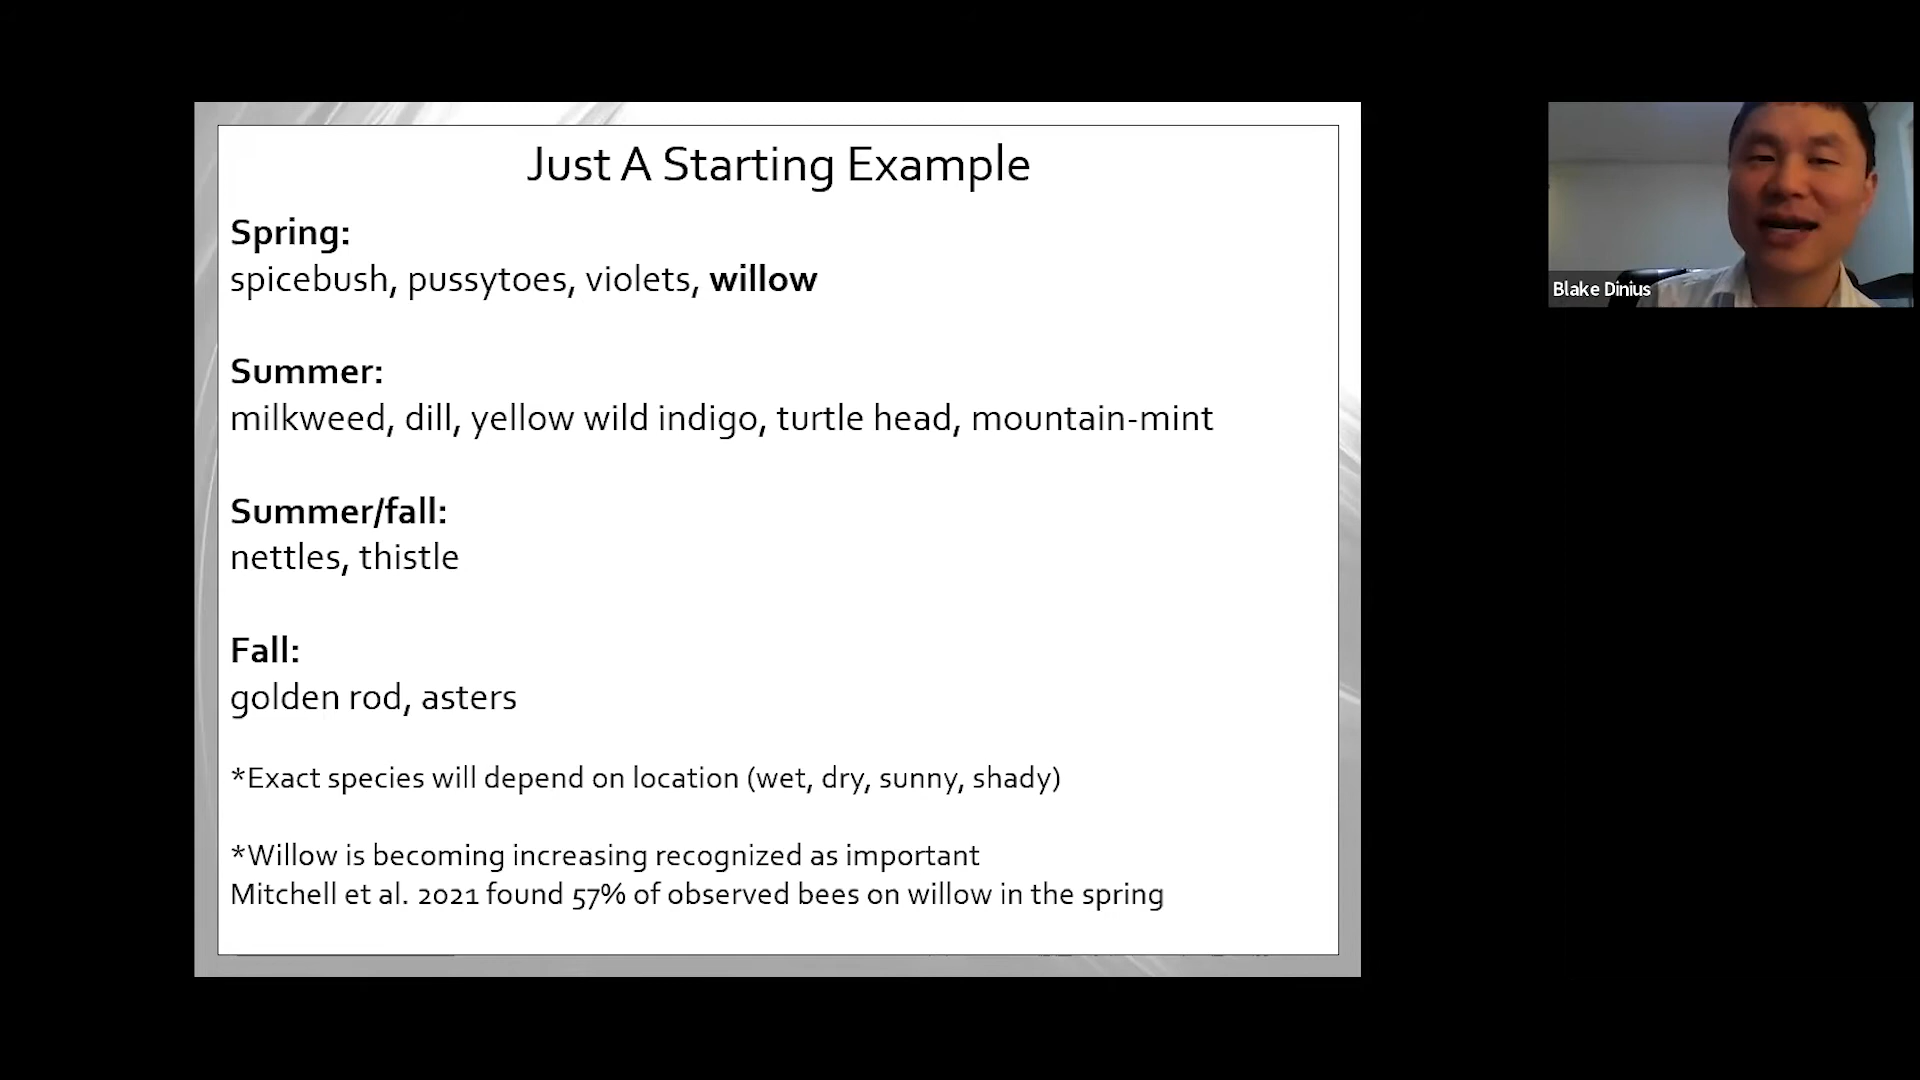 Just A Starting Example
Spring:
spicebush, pussytoes, violets, willow
Summer:
milkweed, dill, yellow wild indigo, turtle head, mountain-mint
Summer/fall:
nettles, thistle
Fall:
golden rod, asters
*Exact species will depend on location (wet, dry, sunny, shady)
*Willow is becoming increasing recognized as important
Mitchell et al. 2021 found 57% of observed bees on willow in the spring
Blake Dinius